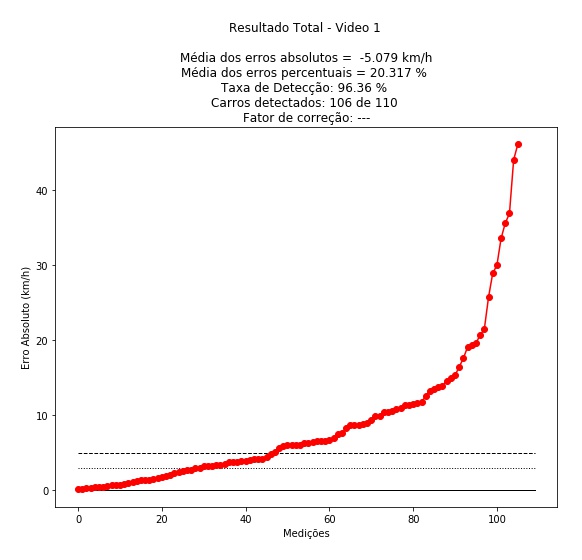 Resultado Total - Video 1
Média dos erros absolutos =  -5.079 km/h
Média dos erros percentuais = 20.317 %
Taxa de Detecção: 96.36 %
Carros detectados: 106 de 110
Fator de correção: ---
Erro Absoluto (km/h)
40
30
20
10
0
0 20 40 60 80 100
Medições